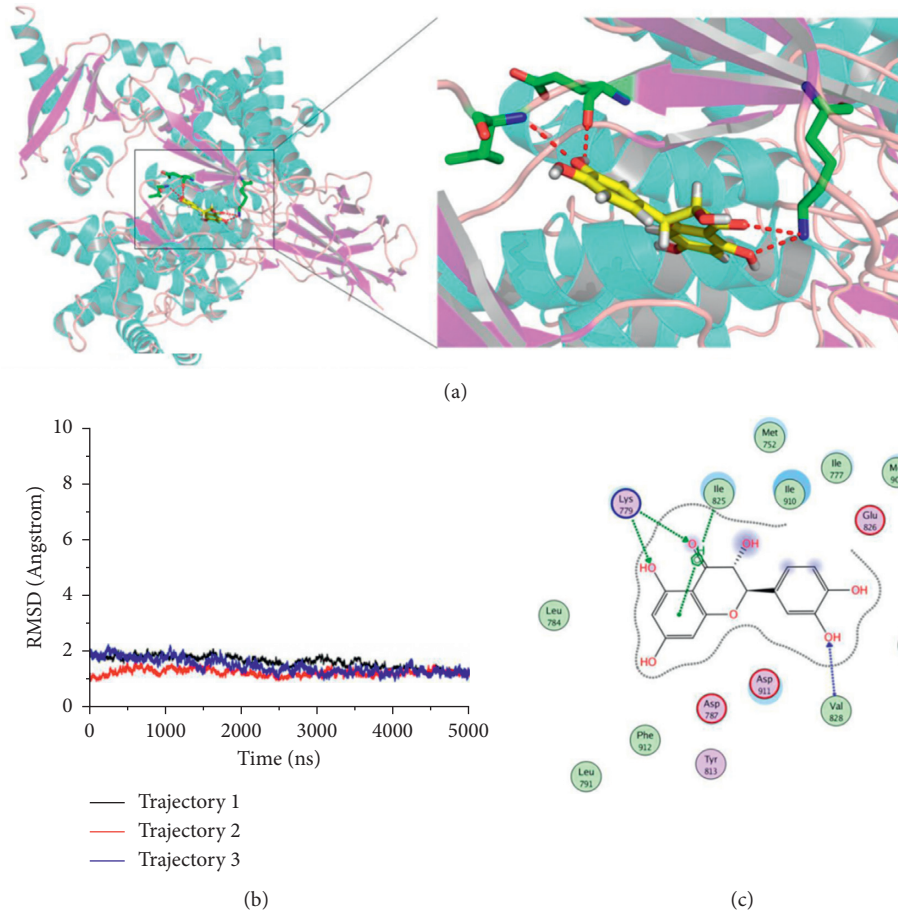 (a)
10
8
6
4
2
0
RMSD (Angstrom)
0 1000 2000 3000 4000 5000
Time (ns)
Trajectory 1
Trajectory 2
Trajectory 3
(b)
Met
752
Ile
777
Lys
779
Ile
825
Ile
910
Glu
826
O
H
OH
HO
OH
O
OH
HO
Leu
784
Asp
911
Asp
787
Val
828
Phe
912
Tyr
813
Leu
791
(c)